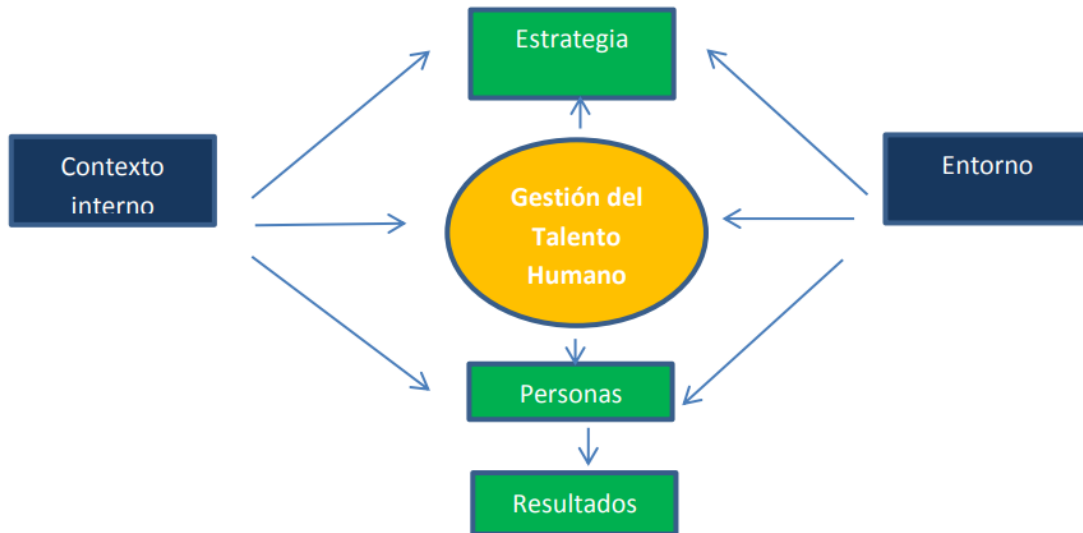 Estrategia
Contexto
interno
Entorno
Gestión del
Talento
Humano
Personas
Resultados